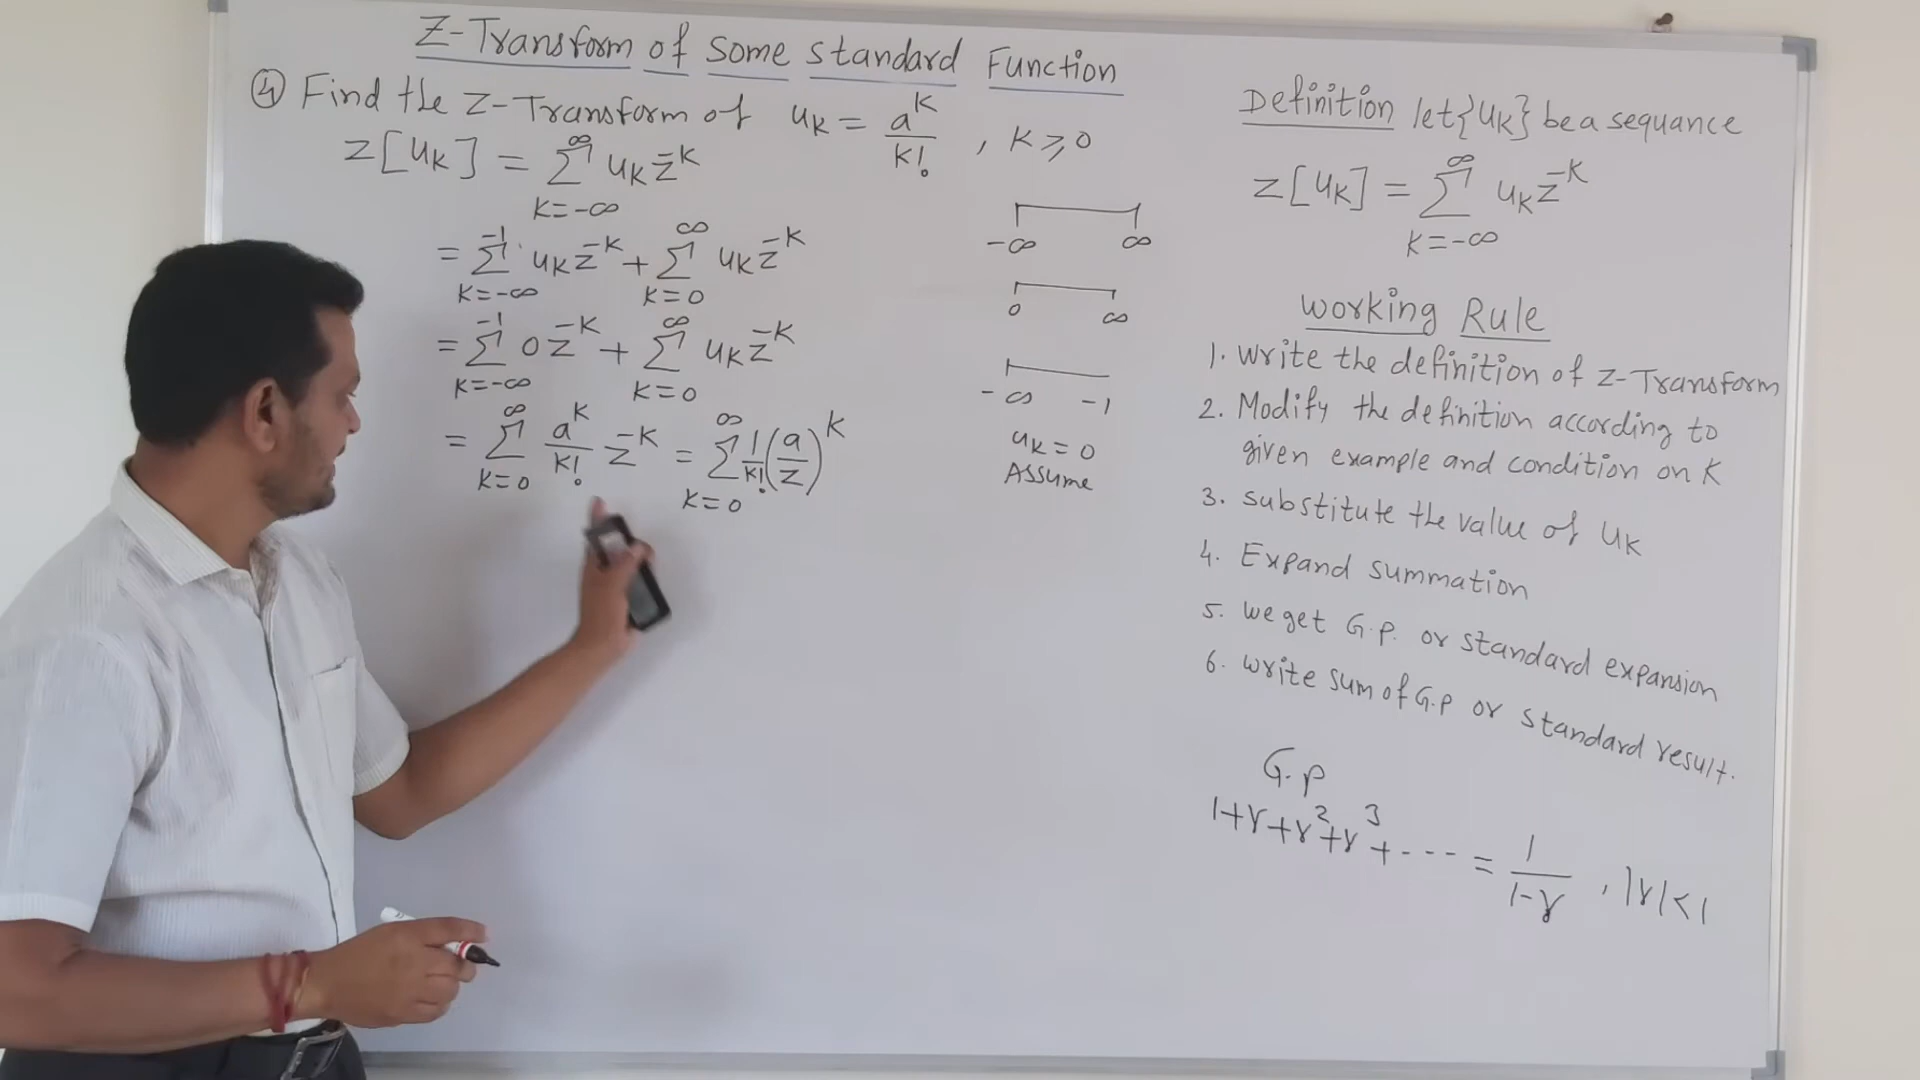 Z-Transform of Some Standard Function
④ Find the Z-Transform of u_k = a^k/k! , k ≥ 0
Z[u_k] = ∑_{k=-∞}^{∞} u_k z^{-k}
= ∑_{k=-∞}^{-1} u_k z^{-k} + ∑_{k=0}^{∞} u_k z^{-k}
= ∑_{k=-∞}^{-1} 0 z^{-k} + ∑_{k=0}^{∞} u_k z^{-k}
= ∑_{k=0}^{∞} a^k/k! z^{-k} = ∑_{k=0}^{∞} 1/k! (a/z)^k
-∞ ∞
0 ∞
-∞ -1
u_k = 0
Assume
Definition let {u_k} be a sequance
Z[u_k] = ∑_{k=-∞}^{∞} u_k z^{-k}
Working Rule
1. Write the definition of Z-Transform
2. Modify the definition according to
given example and condition on K
3. Substitute the value of u_k
4. Expand summation
5. We get G.P. or standard expansion
6. Write sum of G.P or standard result.
G.P
1+r+r²+r³+---- = 1/(1-r) , |r|<1